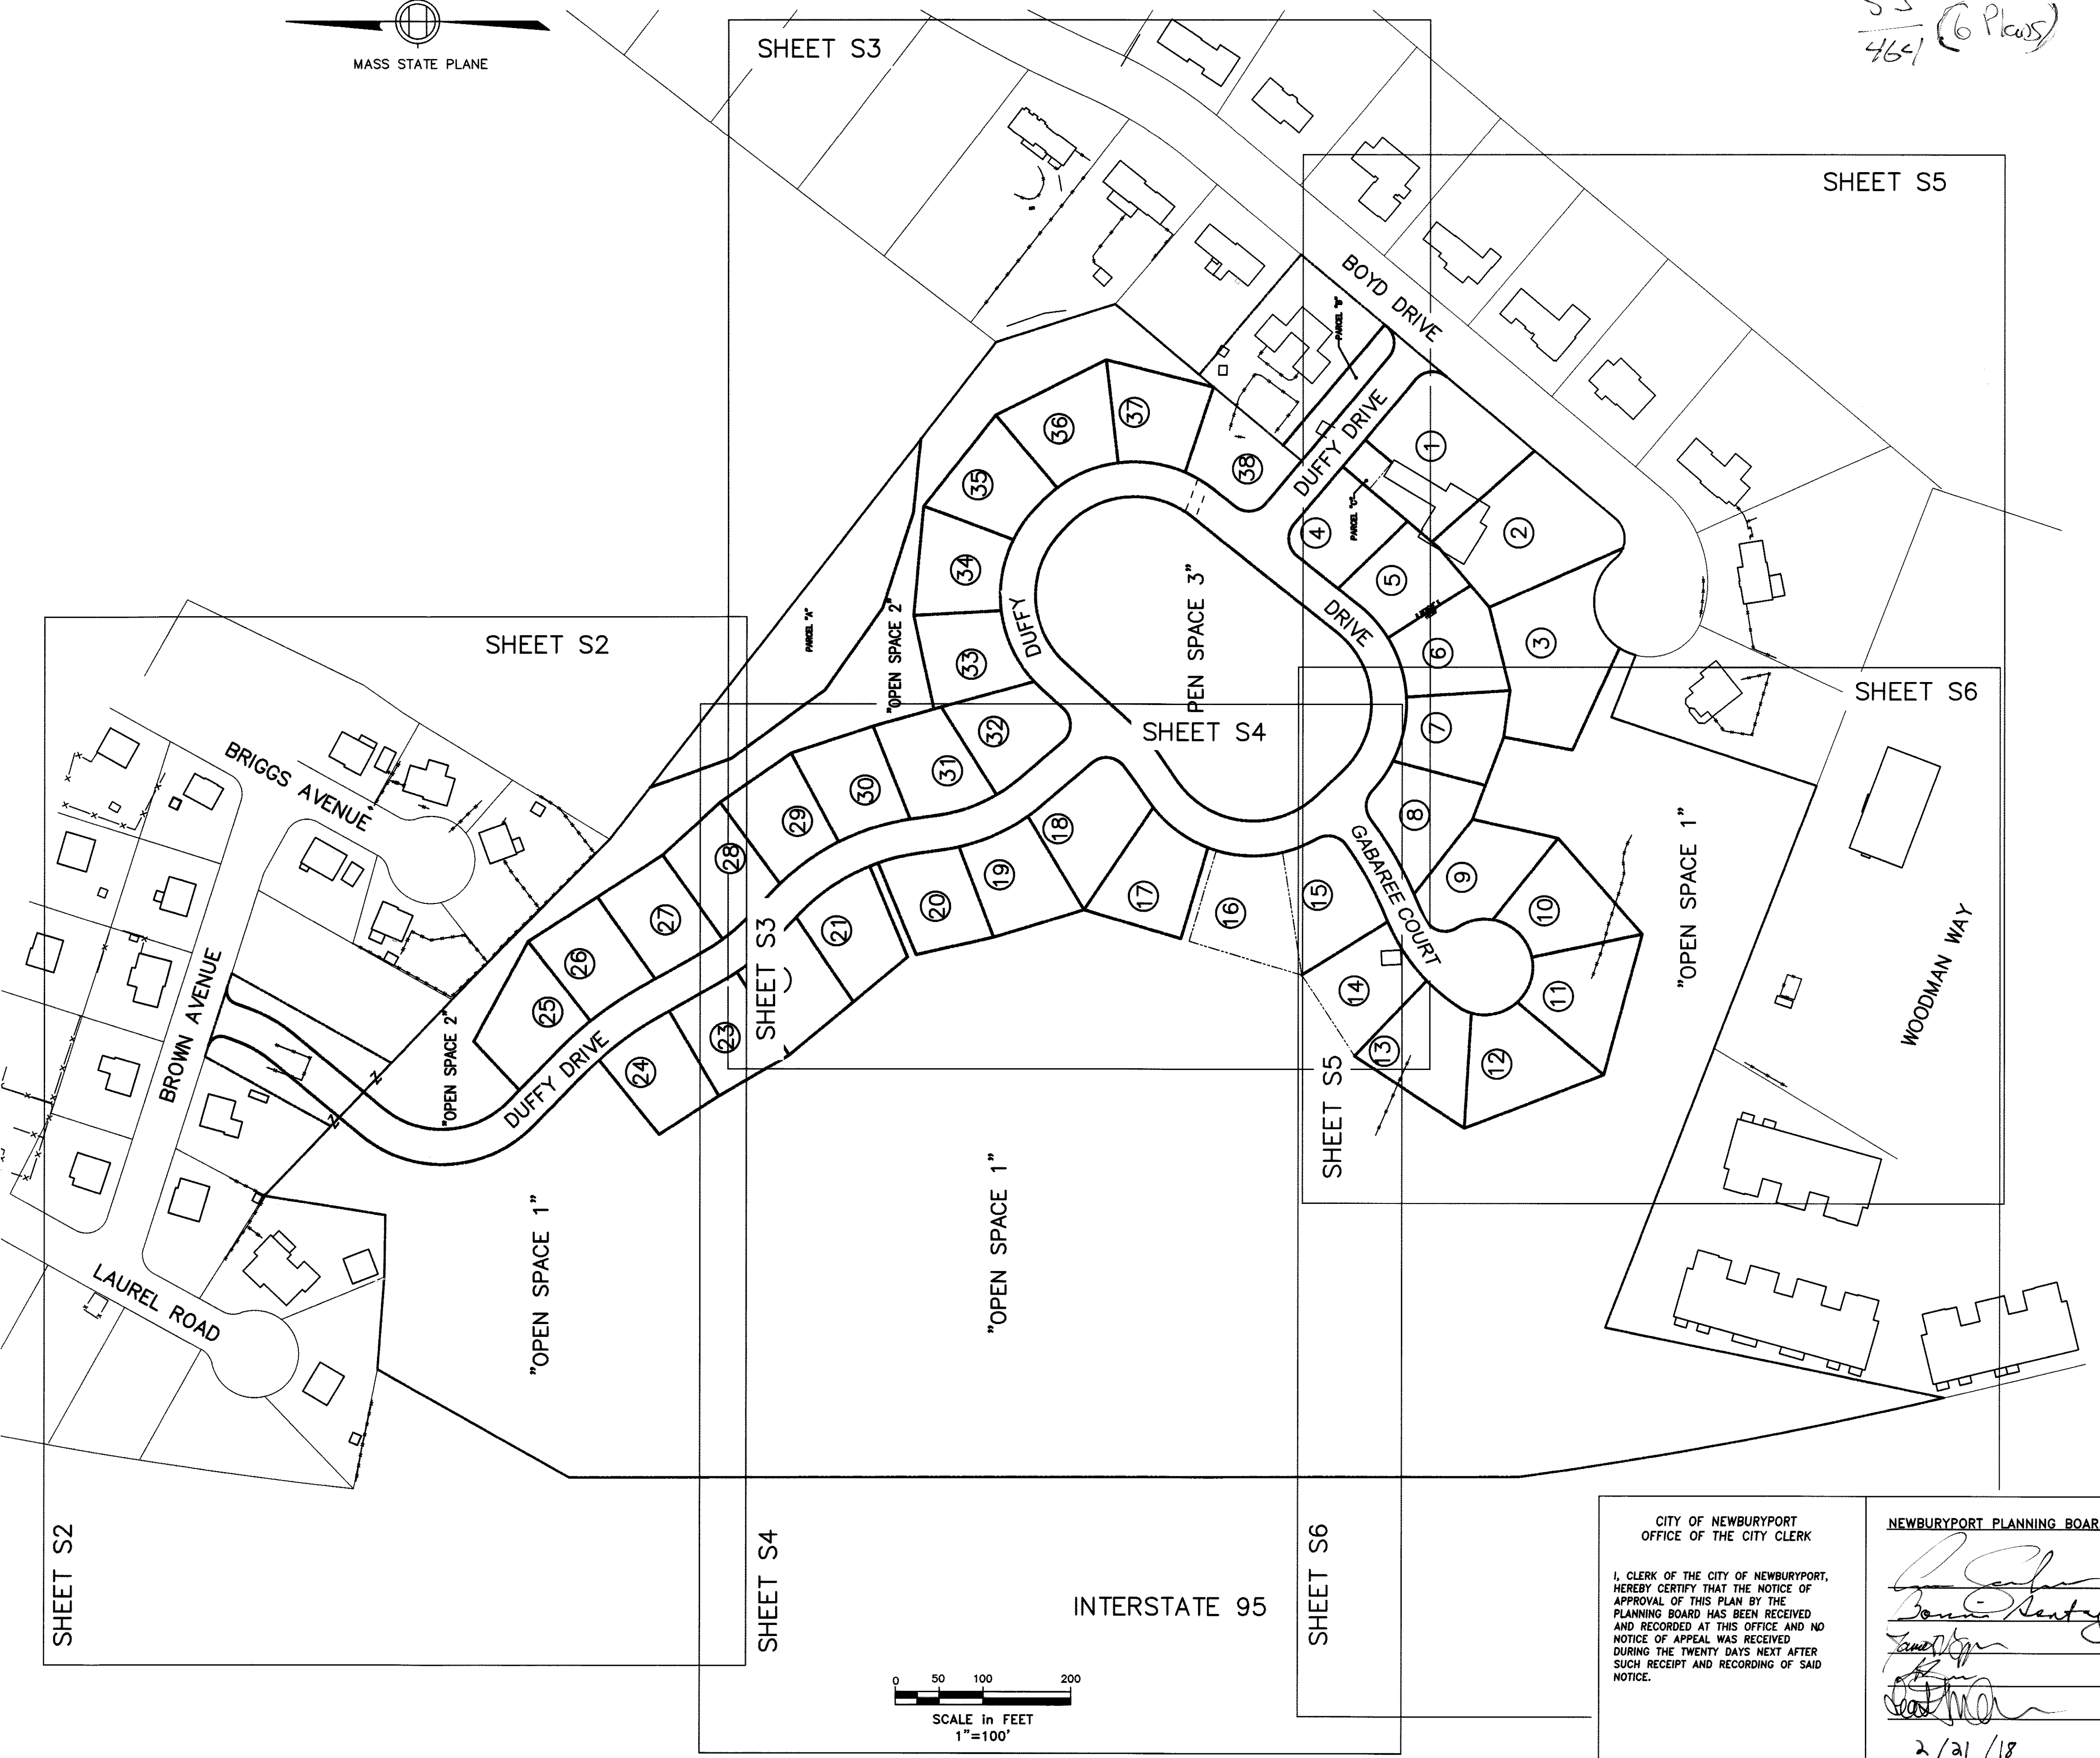 MASS STATE PLANE
464 (6 Plans)
SHEET S3
SHEET S5
BOYD DRIVE
PARCEL "B"
DUFFY DRIVE
37
36
38
1
35
PARCEL "C"
4
2
34
5
PEN SPACE 3"
DUFFY
DRIVE
PARCEL "A"
"OPEN SPACE 2"
SHEET S2
33
6
3
SHEET S6
32
SHEET S4
7
BRIGGS AVENUE
31
30
29
18
8
GABAREE COURT
"OPEN SPACE 1"
28
19
9
17
15
27
20
16
10
21
26
SHEET S3
WOODMAN WAY
BROWN AVENUE
25
14
11
23
13
12
24
"OPEN SPACE 2"
DUFFY DRIVE
SHEET S5
"OPEN SPACE 1"
"OPEN SPACE 1"
LAUREL ROAD
SHEET S2
SHEET S4
SHEET S6
INTERSTATE 95
0 50 100 200
SCALE in FEET
1"=100'
CITY OF NEWBURYPORT
OFFICE OF THE CITY CLERK
I, CLERK OF THE CITY OF NEWBURYPORT,
HEREBY CERTIFY THAT THE NOTICE OF
APPROVAL OF THIS PLAN BY THE
PLANNING BOARD HAS BEEN RECEIVED
AND RECORDED AT THIS OFFICE AND NO
NOTICE OF APPEAL WAS RECEIVED
DURING THE TWENTY DAYS NEXT AFTER
SUCH RECEIPT AND RECORDING OF SAID
NOTICE.
NEWBURYPORT PLANNING BOAR
2/21/18